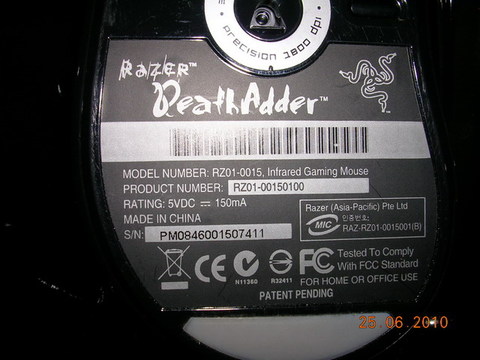 precision 1800 dpi
RAZER™
DeathAdder™
MODEL NUMBER: RZ01-0015, Infrared Gaming Mouse
PRODUCT NUMBER: RZ01-00150100
RATING: 5VDC ⎓ 150mA
MADE IN CHINA
S/N: PM0846001507411
Razer (Asia-Pacific) Pte Ltd
MIC 인증번호:
RAZ-RZ01-0015001(B)
CE
N11380
R32411
FC Tested To Comply
With FCC Standard
FOR HOME OR OFFICE USE
PATENT PENDING
25.06.2010